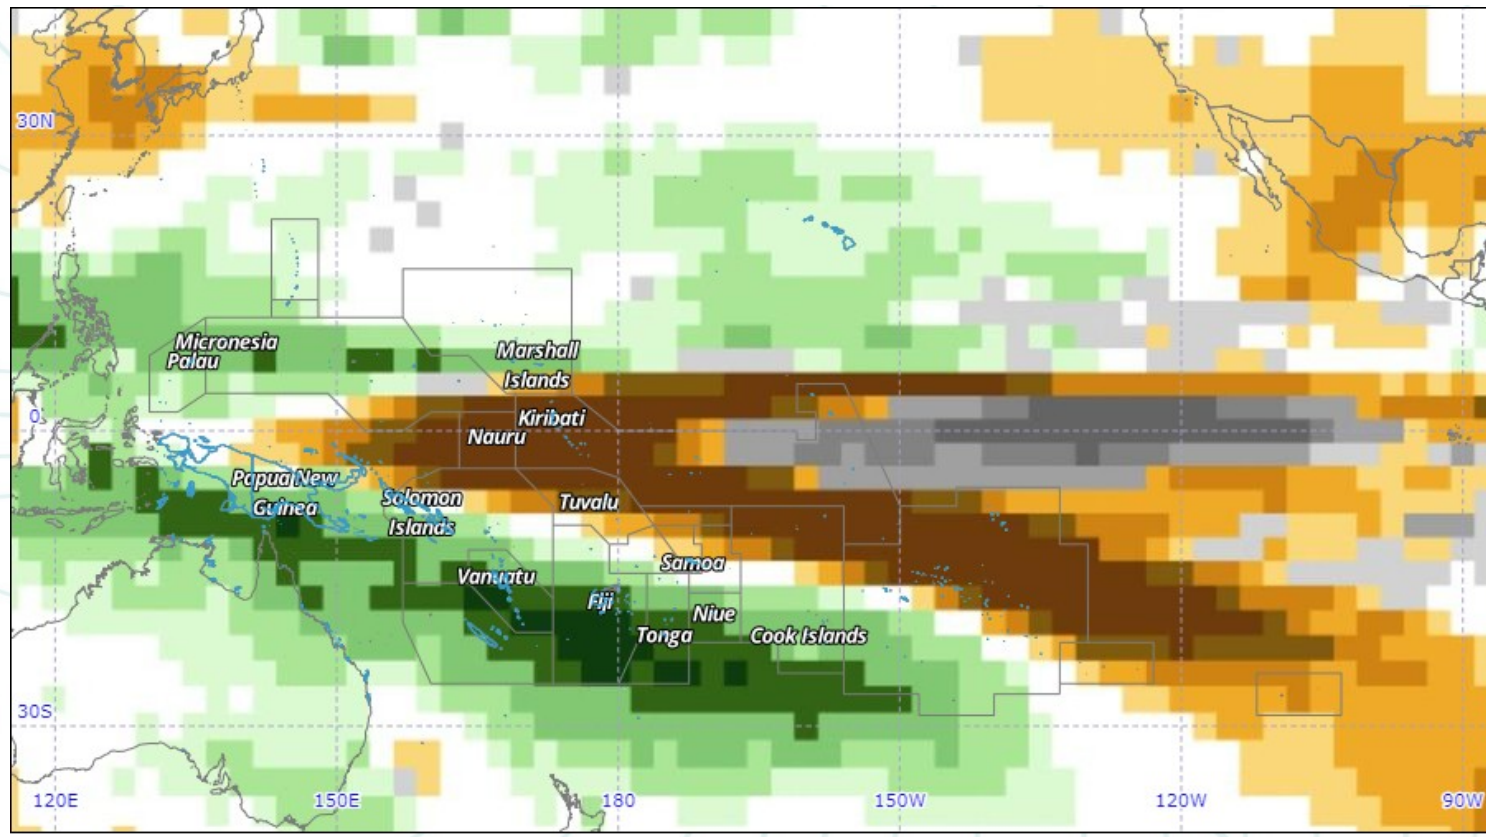 30N
Micronesia
Palau
Marshall
Islands
0
Kiribati
Nauru
Papua New
Guinea
Solomon
Islands
Tuvalu
Samoa
Vanuatu
Fiji
Niue
Tonga
Cook Islands
30S
120E 150E 180 150W 120W 90W